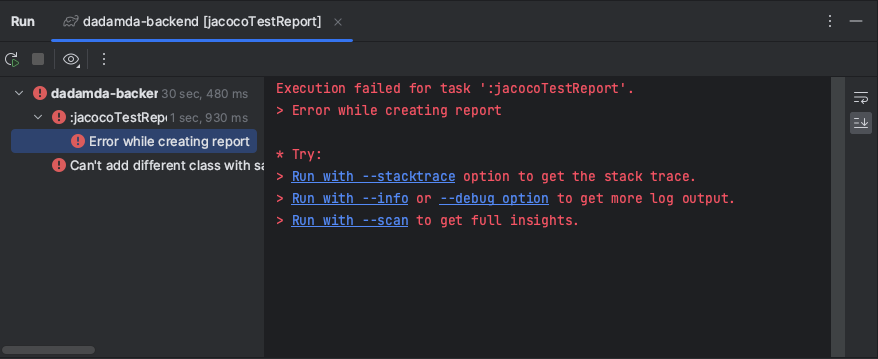 Run
dadamda-backend [jacocoTestReport]
dadamda-backer 30 sec, 480 ms
:jacocoTestRep 1 sec, 930 ms
Error while creating report
Can't add different class with sa
Execution failed for task ':jacocoTestReport'.
> Error while creating report
* Try:
> Run with --stacktrace option to get the stack trace.
> Run with --info or --debug option to get more log output.
> Run with --scan to get full insights.